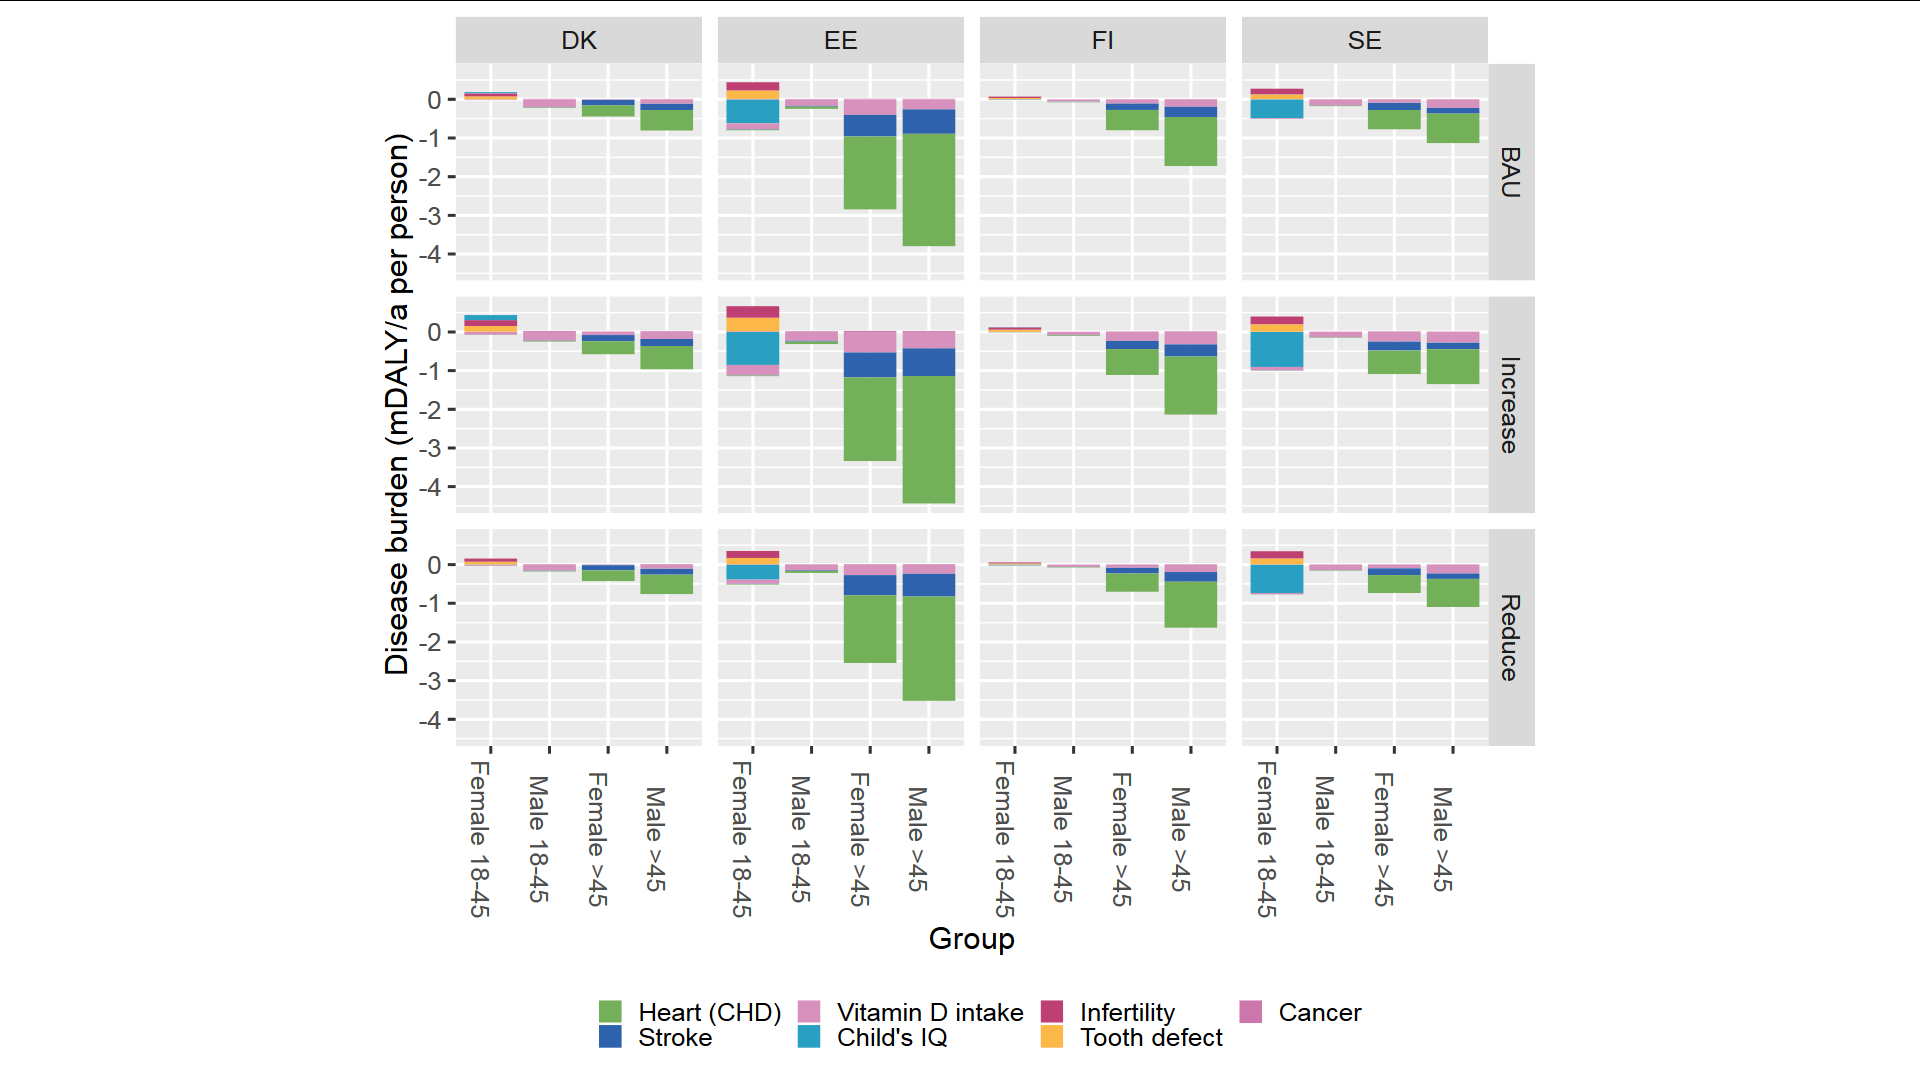 DK EE FI SE
0
-1
-2
-3
-4
BAU
0
-1
-2
-3
-4
Increase
0
-1
-2
-3
-4
Reduce
Disease burden (mDALY/a per person)
Female 18-45 Male 18-45 Female >45 Male >45 Female 18-45 Male 18-45 Female >45 Male >45 Female 18-45 Male 18-45 Female >45 Male >45 Female 18-45 Male 18-45 Female >45 Male >45
Group
Heart (CHD) Vitamin D intake Infertility Cancer
Stroke Child's IQ Tooth defect